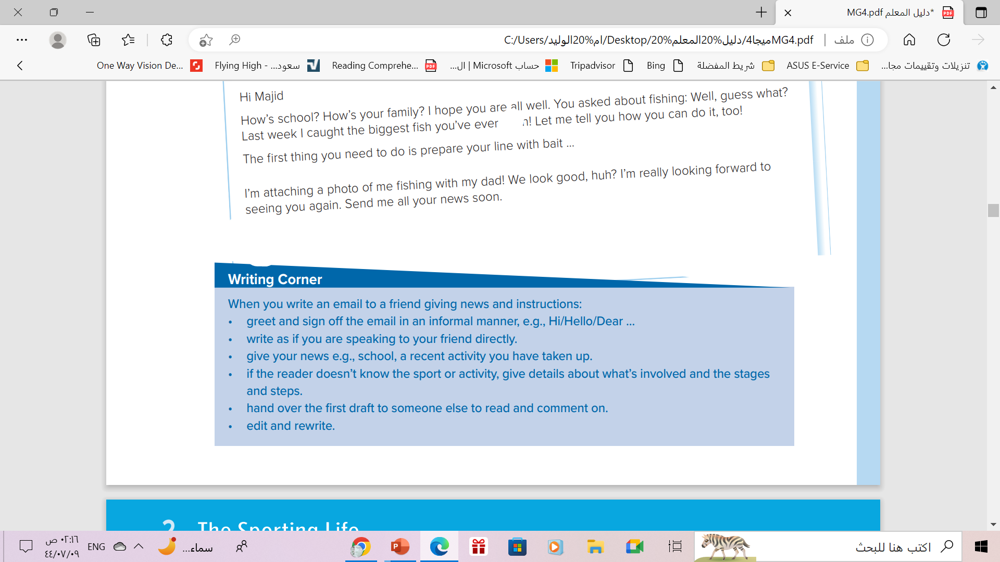 *دليل المعلم MG4.pdf
C:/Users/ام%20الوليد/Desktop/دليل%20المعلم%20ميجا4/MG4.pdf
ملف
One Way Vision De...
Flying High - سعود...
Reading Comprehe...
حساب Microsoft | ال...
Tripadvisor
Bing
شريط المفضلة
ASUS E-Service
تنزيلات وتقييمات مجا...
Hi Majid
How's school? How's your family? I hope you are all well. You asked about fishing: Well, guess what?
Last week I caught the biggest fish you've ever n! Let me tell you how you can do it, too!
The first thing you need to do is prepare your line with bait ...
I'm attaching a photo of me fishing with my dad! We look good, huh? I'm really looking forward to
seeing you again. Send me all your news soon.
Writing Corner
When you write an email to a friend giving news and instructions:
• greet and sign off the email in an informal manner, e.g., Hi/Hello/Dear ...
• write as if you are speaking to your friend directly.
• give your news e.g., school, a recent activity you have taken up.
• if the reader doesn't know the sport or activity, give details about what's involved and the stages
and steps.
• hand over the first draft to someone else to read and comment on.
• edit and rewrite.
2 The Sporting Life
٠٢:١٦ ص
٤٤/٠٧/٠٩
ENG
سماء...
اكتب هنا للبحث